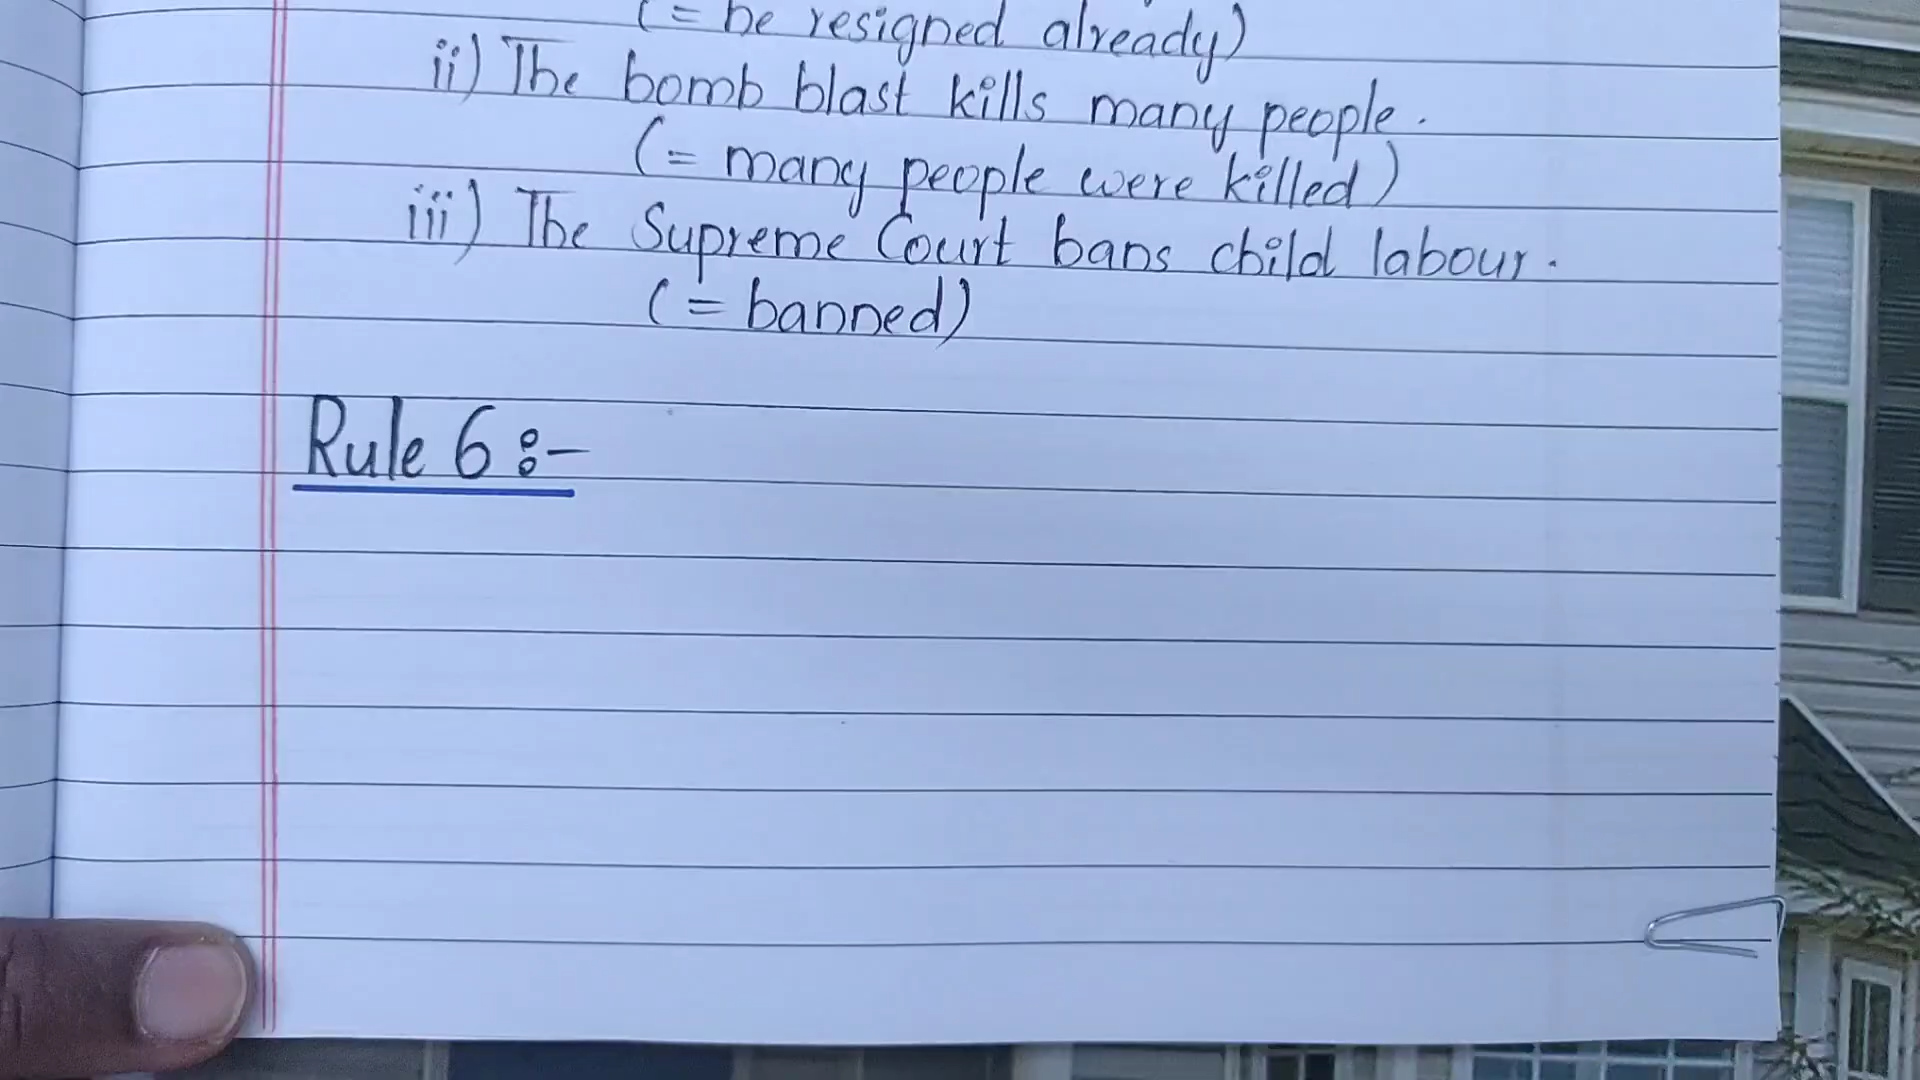 (= he resigned already)
ii) The bomb blast kills many people.
(= many people were killed)
iii) The Supreme Court bans child labour.
(= banned)
Rule 6 :-